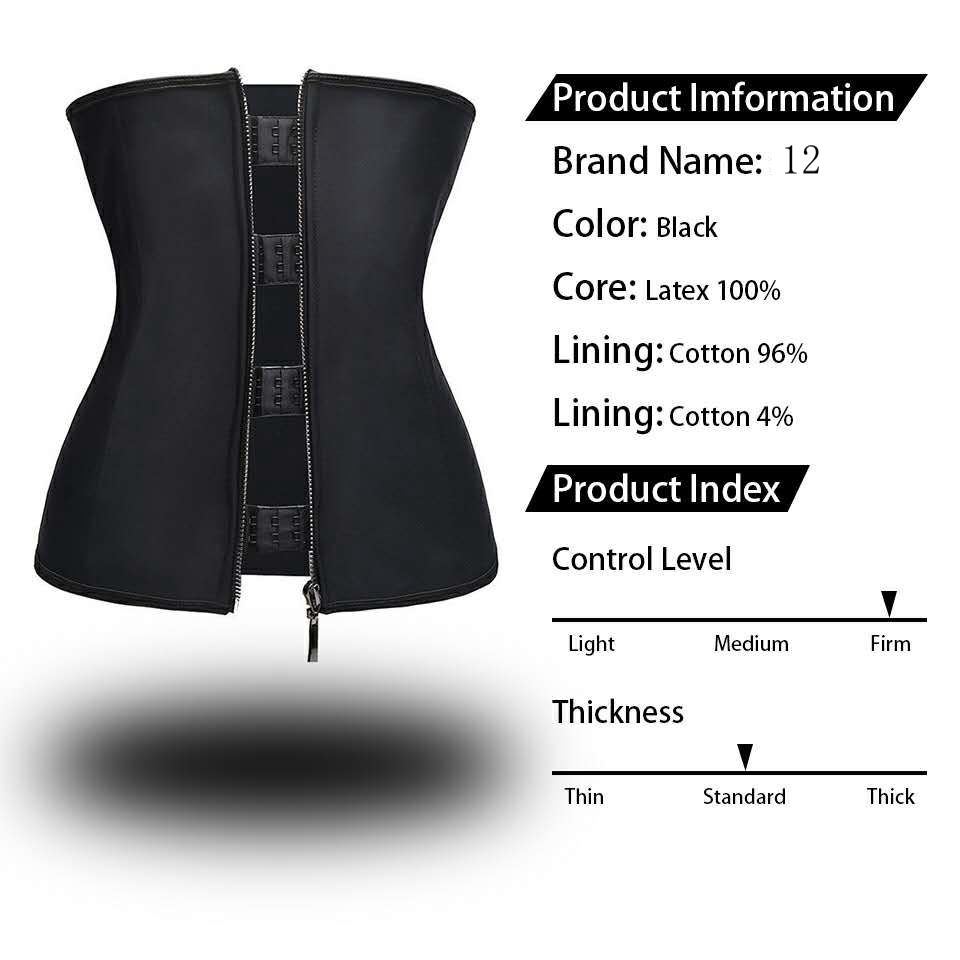 Product Imformation
Brand Name: 12
Color: Black
Core: Latex 100%
Lining: Cotton 96%
Lining: Cotton 4%
Product Index
Control Level
Light Medium Firm
Thickness
Thin Standard Thick